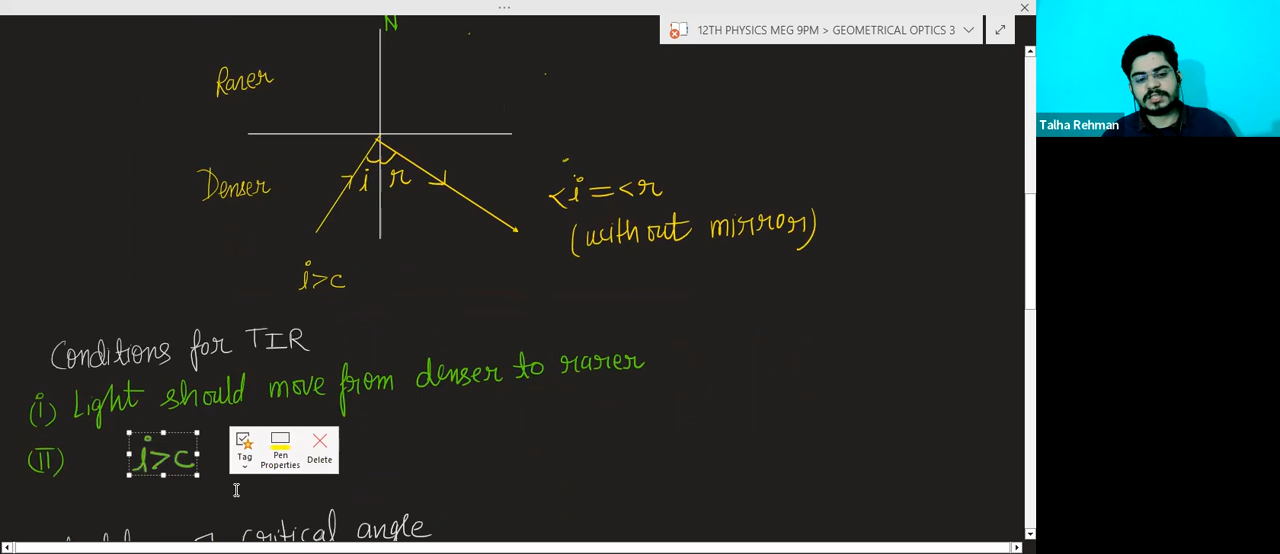 N
12TH PHYSICS MEG 9PM > GEOMETRICAL OPTICS 3
Rarer
Talha Rehman
Denser
i r
<i = <r
(without mirror)
i>c
Conditions for TIR
(i) Light should move from denser to rarer
(II) i>c
Tag
Pen Properties
Delete
critical angle